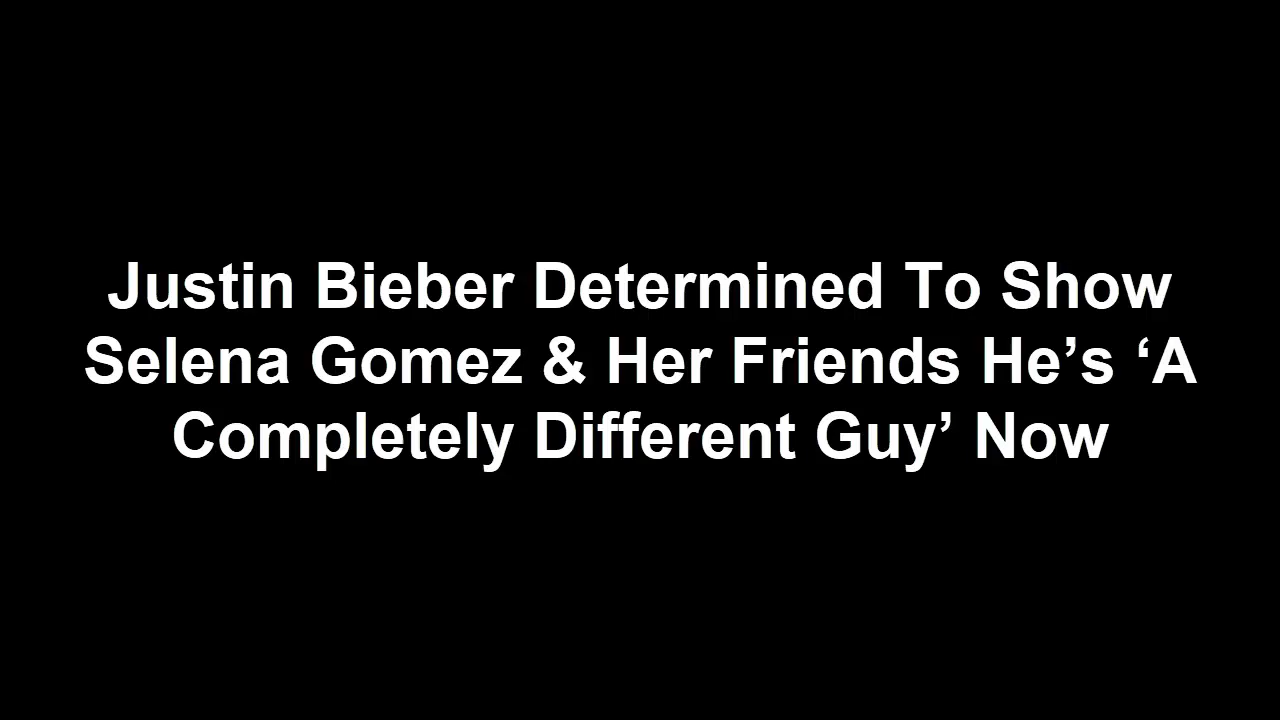 Justin Bieber Determined To Show
Selena Gomez & Her Friends He’s ‘A
Completely Different Guy’ Now